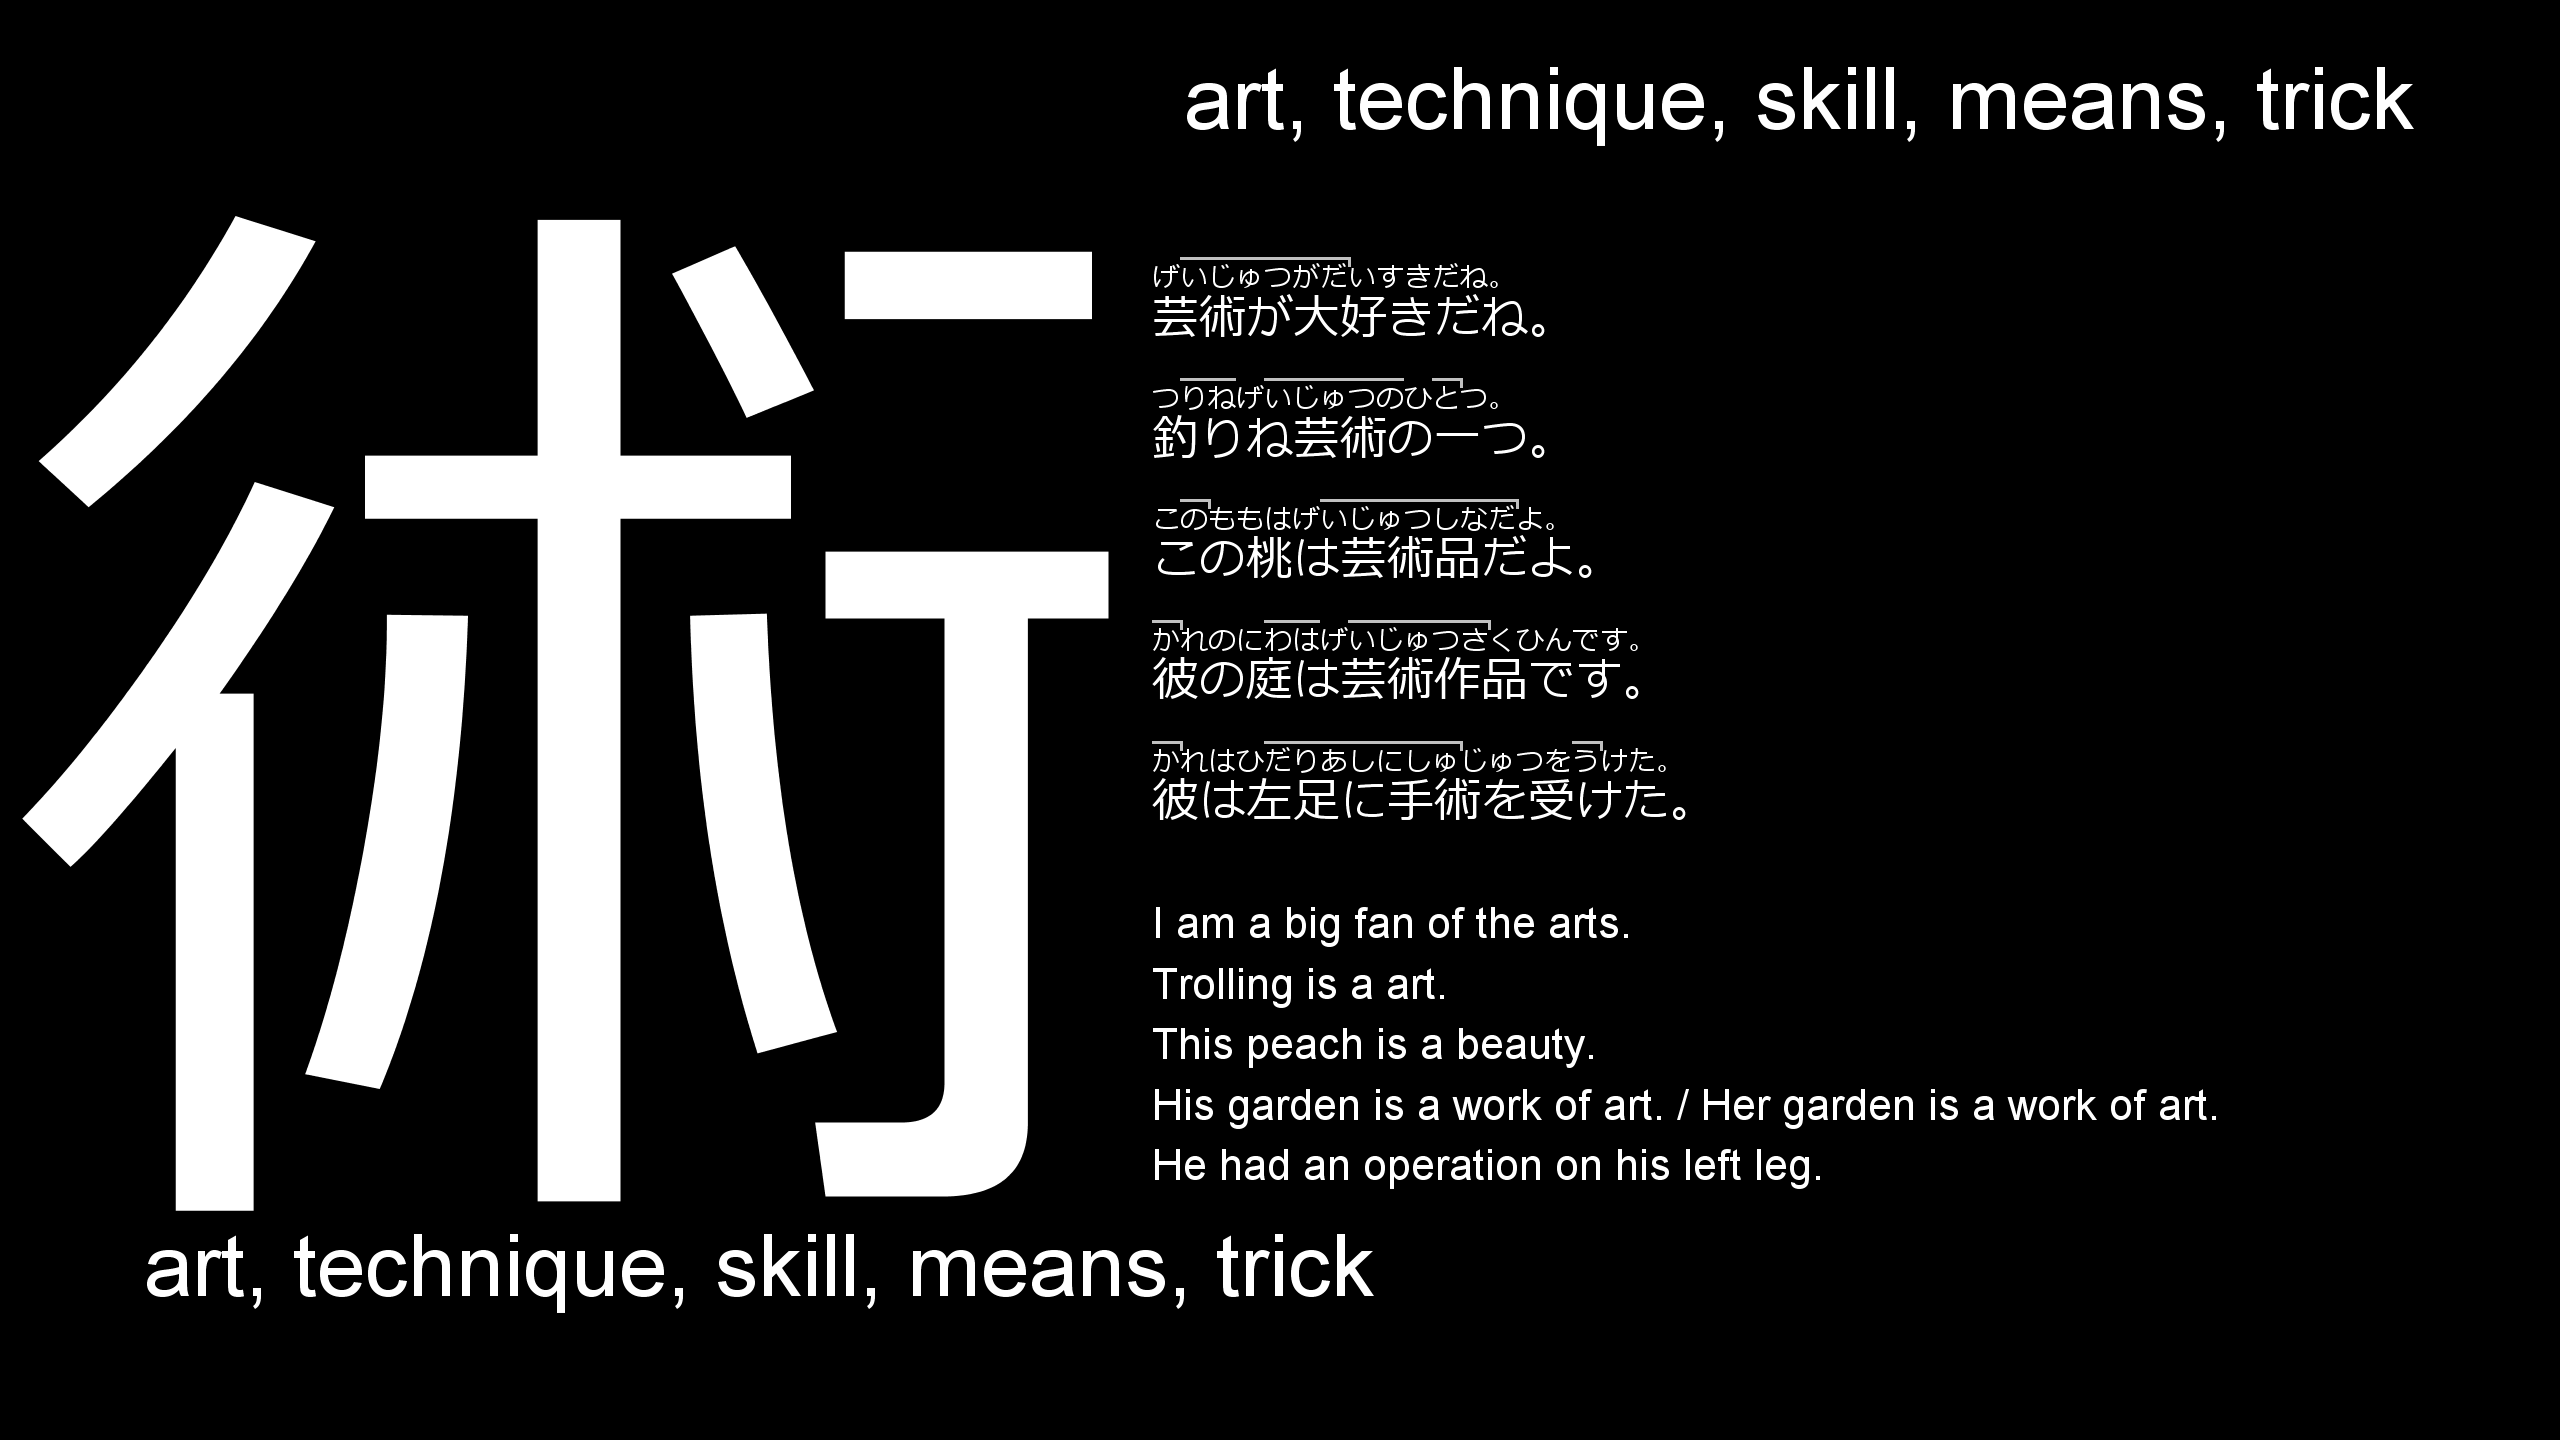 art, technique, skill, means, trick
術
げいじゅつがだいすきだね。
芸術が大好きだね。
つりねげいじゅつのひとつ。
釣りね芸術の一つ。
このももはげいじゅつしなだよ。
この桃は芸術品だよ。
かれのにわはげいじゅつさくひんです。
彼の庭は芸術作品です。
かれはひだりあしにしゅじゅつをうけた。
彼は左足に手術を受けた。
I am a big fan of the arts.
Trolling is a art.
This peach is a beauty.
His garden is a work of art. / Her garden is a work of art.
He had an operation on his left leg.
art, technique, skill, means, trick